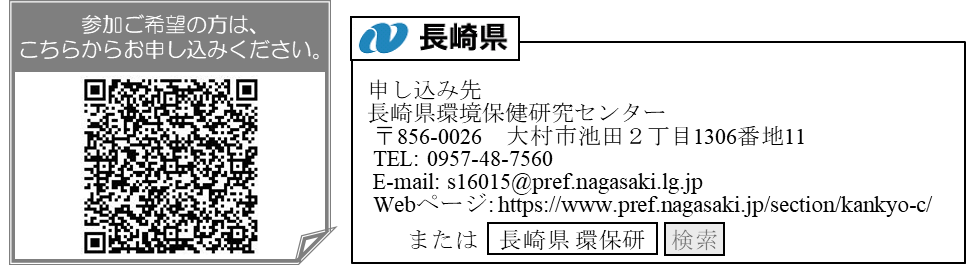 参加ご希望の方は、
こちらからお申し込みください。
長崎県
申し込み先
長崎県環境保健研究センター
〒856-0026　大村市池田２丁目1306番地11
TEL: 0957-48-7560
E-mail: s16015@pref.nagasaki.lg.jp
Webページ: https://www.pref.nagasaki.jp/section/kankyo-c/
または 長崎県 環保研 検索